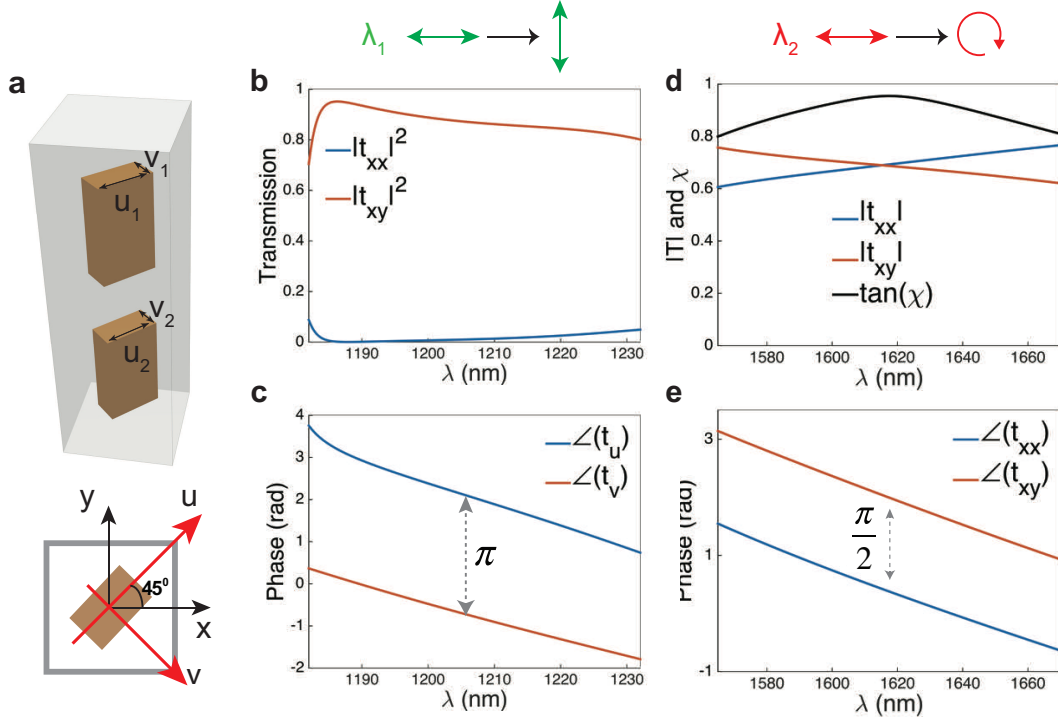 λ1
λ2
a
v1
u1
v2
u2
y
u
45⁰
x
v
b
1
0.8
0.6
0.4
0.2
0
Transmission
|txx|²
|txy|²
1190 1200 1210 1220 1230
λ (nm)
c
4
3
2
1
0
-1
-2
Phase (rad)
∠(tu)
∠(tv)
π
1190 1200 1210 1220 1230
λ (nm)
d
1
0.8
0.6
0.4
0.2
0
|T| and χ
|txx|
|txy|
tan(χ)
1580 1600 1620 1640 1660
λ (nm)
e
3
1
-1
Phase (rad)
∠(txx)
∠(txy)
π
2
1580 1600 1620 1640 1660
λ (nm)